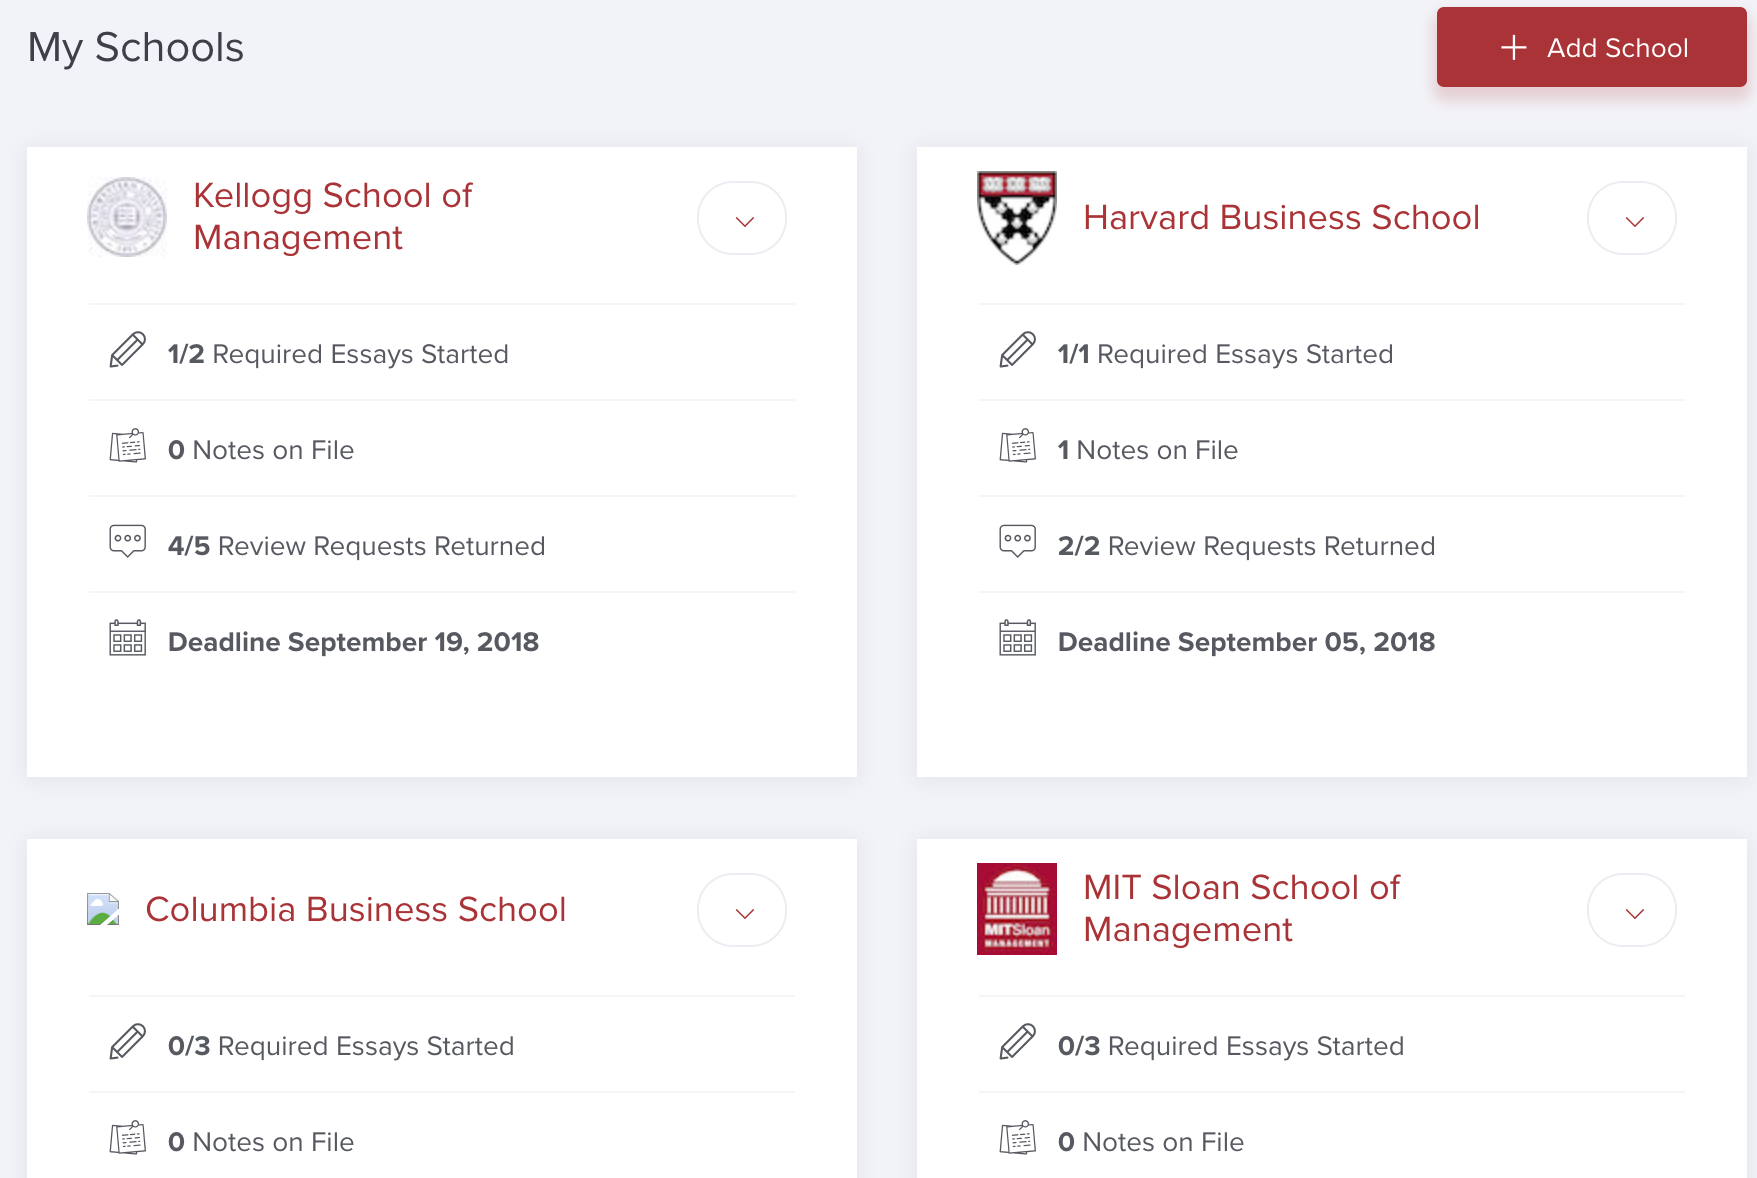 My Schools
Add School
Kellogg School of
Management
1/2 Required Essays Started
0 Notes on File
4/5 Review Requests Returned
Deadline September 19, 2018
Harvard Business School
1/1 Required Essays Started
1 Notes on File
2/2 Review Requests Returned
Deadline September 05, 2018
Columbia Business School
0/3 Required Essays Started
0 Notes on File
MITSloan
MANAGEMENT
MIT Sloan School of
Management
0/3 Required Essays Started
0 Notes on File